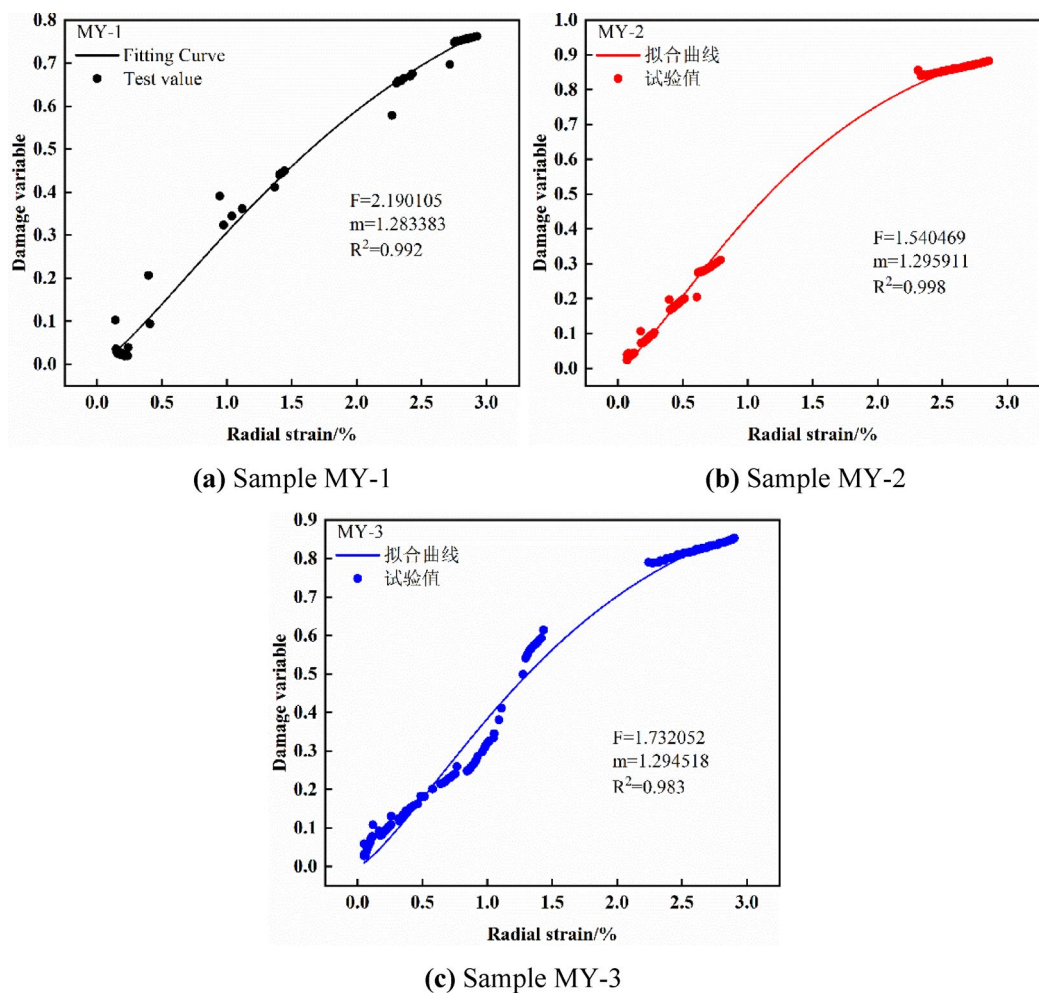 MY-1
Fitting Curve
Test value
0.8
0.7
0.6
0.5
0.4
0.3
0.2
0.1
0.0
Damage variable
F=2.190105
m=1.283383
R²=0.992
0.0 0.5 1.0 1.5 2.0 2.5 3.0
Radial strain/%
(a) Sample MY-1
MY-2
拟合曲线
试验值
1.0
0.9
0.8
0.7
0.6
0.5
0.4
0.3
0.2
0.1
0.0
Damage variable
F=1.540469
m=1.295911
R²=0.998
0.0 0.5 1.0 1.5 2.0 2.5 3.0
Radial strain/%
(b) Sample MY-2
MY-3
拟合曲线
试验值
0.9
0.8
0.7
0.6
0.5
0.4
0.3
0.2
0.1
0.0
Damage variable
F=1.732052
m=1.294518
R²=0.983
0.0 0.5 1.0 1.5 2.0 2.5 3.0
Radial strain/%
(c) Sample MY-3